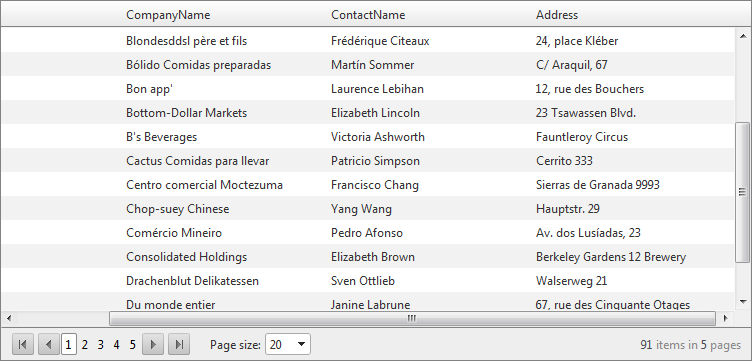 CompanyName ContactName Address
Blondesddsl père et fils Frédérique Citeaux 24, place Kléber
Bólido Comidas preparadas Martín Sommer C/ Araquil, 67
Bon app' Laurence Lebihan 12, rue des Bouchers
Bottom-Dollar Markets Elizabeth Lincoln 23 Tsawassen Blvd.
B's Beverages Victoria Ashworth Fauntleroy Circus
Cactus Comidas para llevar Patricio Simpson Cerrito 333
Centro comercial Moctezuma Francisco Chang Sierras de Granada 9993
Chop-suey Chinese Yang Wang Hauptstr. 29
Comércio Mineiro Pedro Afonso Av. dos Lusíadas, 23
Consolidated Holdings Elizabeth Brown Berkeley Gardens 12 Brewery
Drachenblut Delikatessen Sven Ottlieb Walserweg 21
Du monde entier Janine Labrune 67, rue des Cinquante Otages
1 2 3 4 5 Page size: 20 91 items in 5 pages